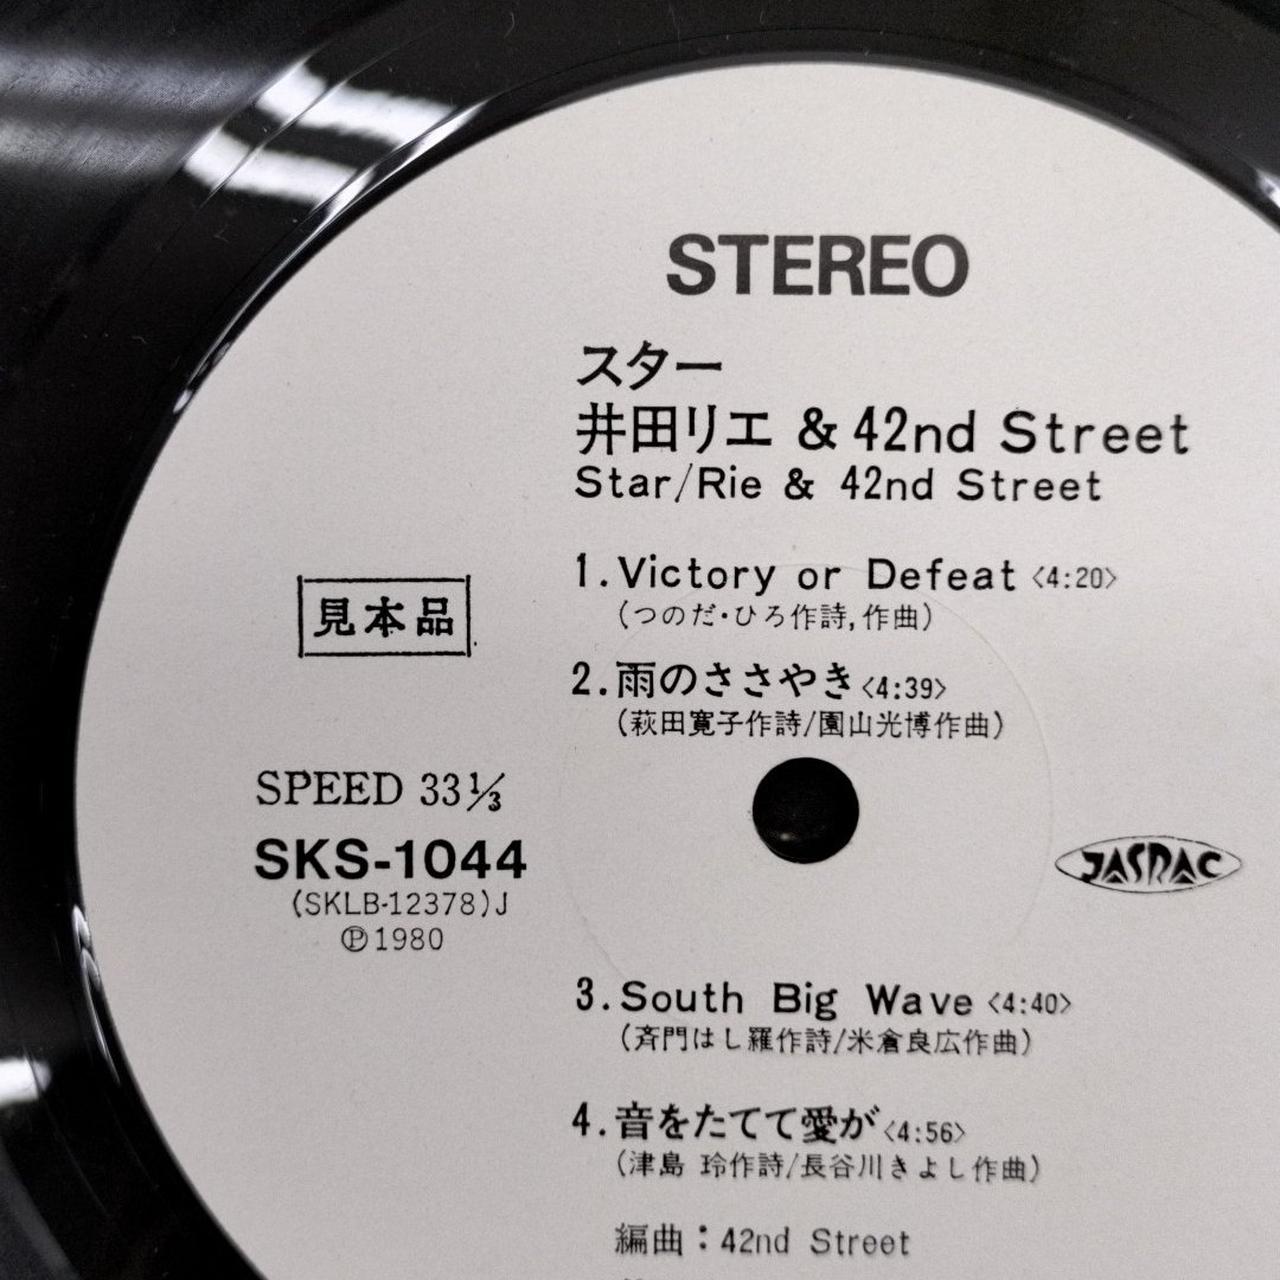 STEREO
スター
井田リエ & 42nd Street
Star/Rie & 42nd Street
1. Victory or Defeat 〈4:20〉
(つのだ・ひろ作詩,作曲)
見本品
2. 雨のささやき〈4:39〉
(萩田寛子作詩/園山光博作曲)
SPEED 33⅓
SKS-1044
(SKLB-12378)J
Ⓟ1980
JASRAC
3. South Big Wave 〈4:40〉
(斉門はし羅作詩/米倉良広作曲)
4. 音をたてて愛が〈4:56〉
(津島 玲作詩/長谷川きよし作曲)
編曲：42nd Street